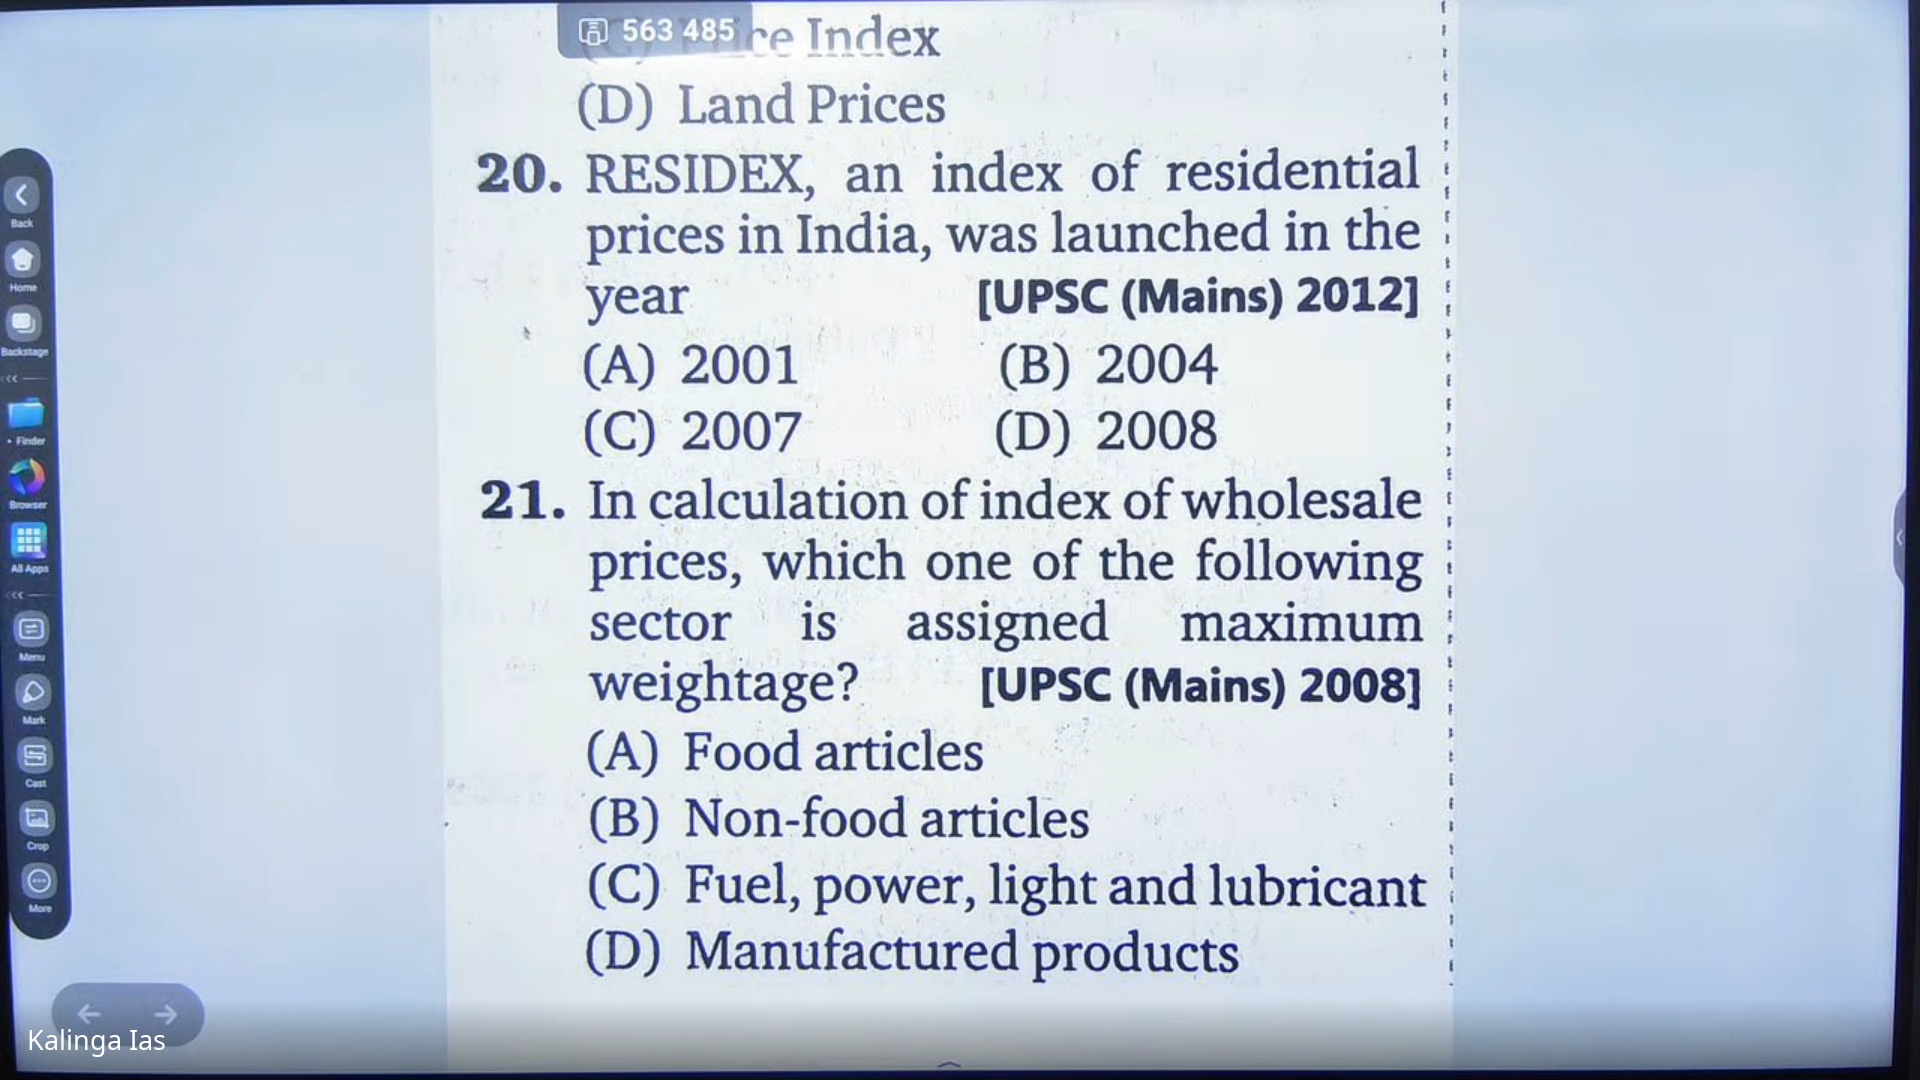 563 485
ce Index
(D) Land Prices
20. RESIDEX, an index of residential
prices in India, was launched in the
year [UPSC (Mains) 2012]
(A) 2001 (B) 2004
(C) 2007 (D) 2008
21. In calculation of index of wholesale
prices, which one of the following
sector is assigned maximum
weightage? [UPSC (Mains) 2008]
(A) Food articles
(B) Non-food articles
(C) Fuel, power, light and lubricant
(D) Manufactured products
Back
Home
Backstage
Finder
Browser
All Apps
Menu
Mark
Cast
Crop
More
Kalinga Ias